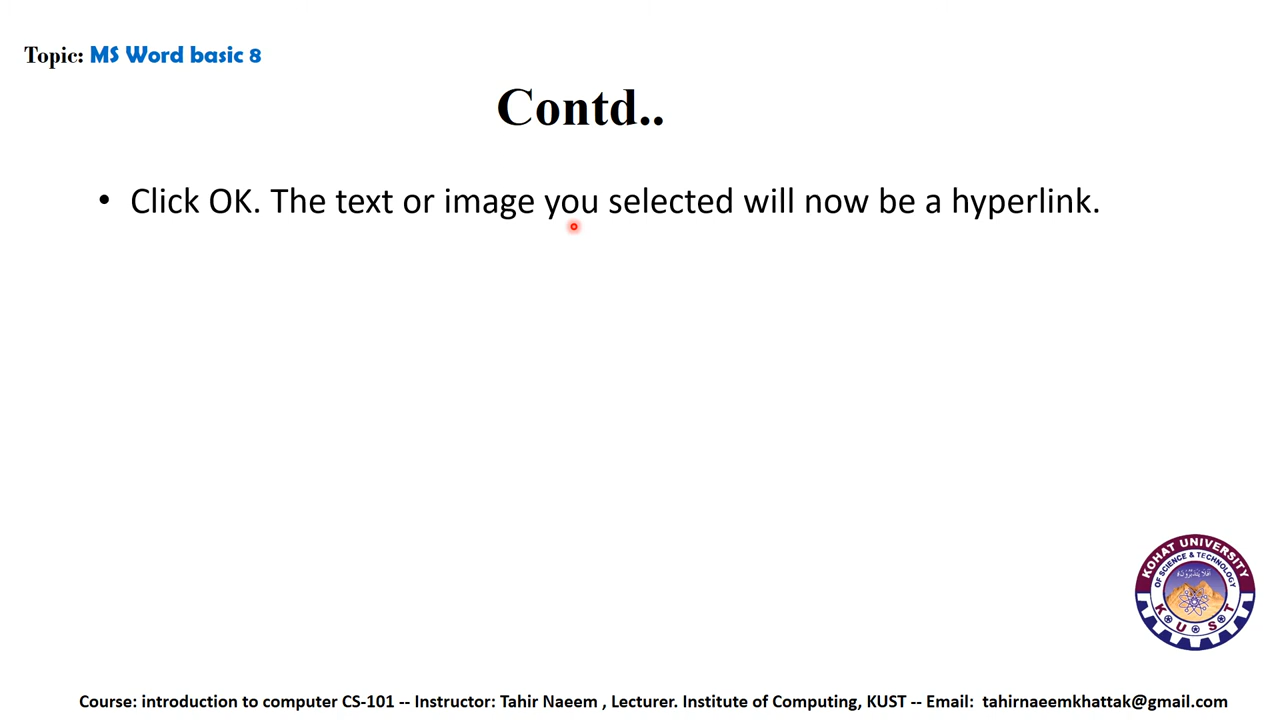 Topic: MS Word basic 8
Contd..
• Click OK. The text or image you selected will now be a hyperlink.
KOHAT UNIVERSITY
OF SCIENCE & TECHNOLOGY
K U S T
Course: introduction to computer CS-101 -- Instructor: Tahir Naeem , Lecturer. Institute of Computing, KUST -- Email: tahirnaeemkhattak@gmail.com